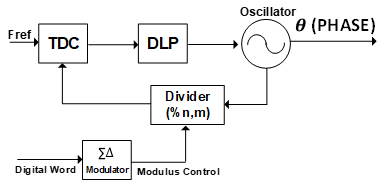 Oscillator
θ (PHASE)
Fref
TDC
DLP
Divider
(%n,m)
∑Δ
Modulator
Digital Word
Modulus Control